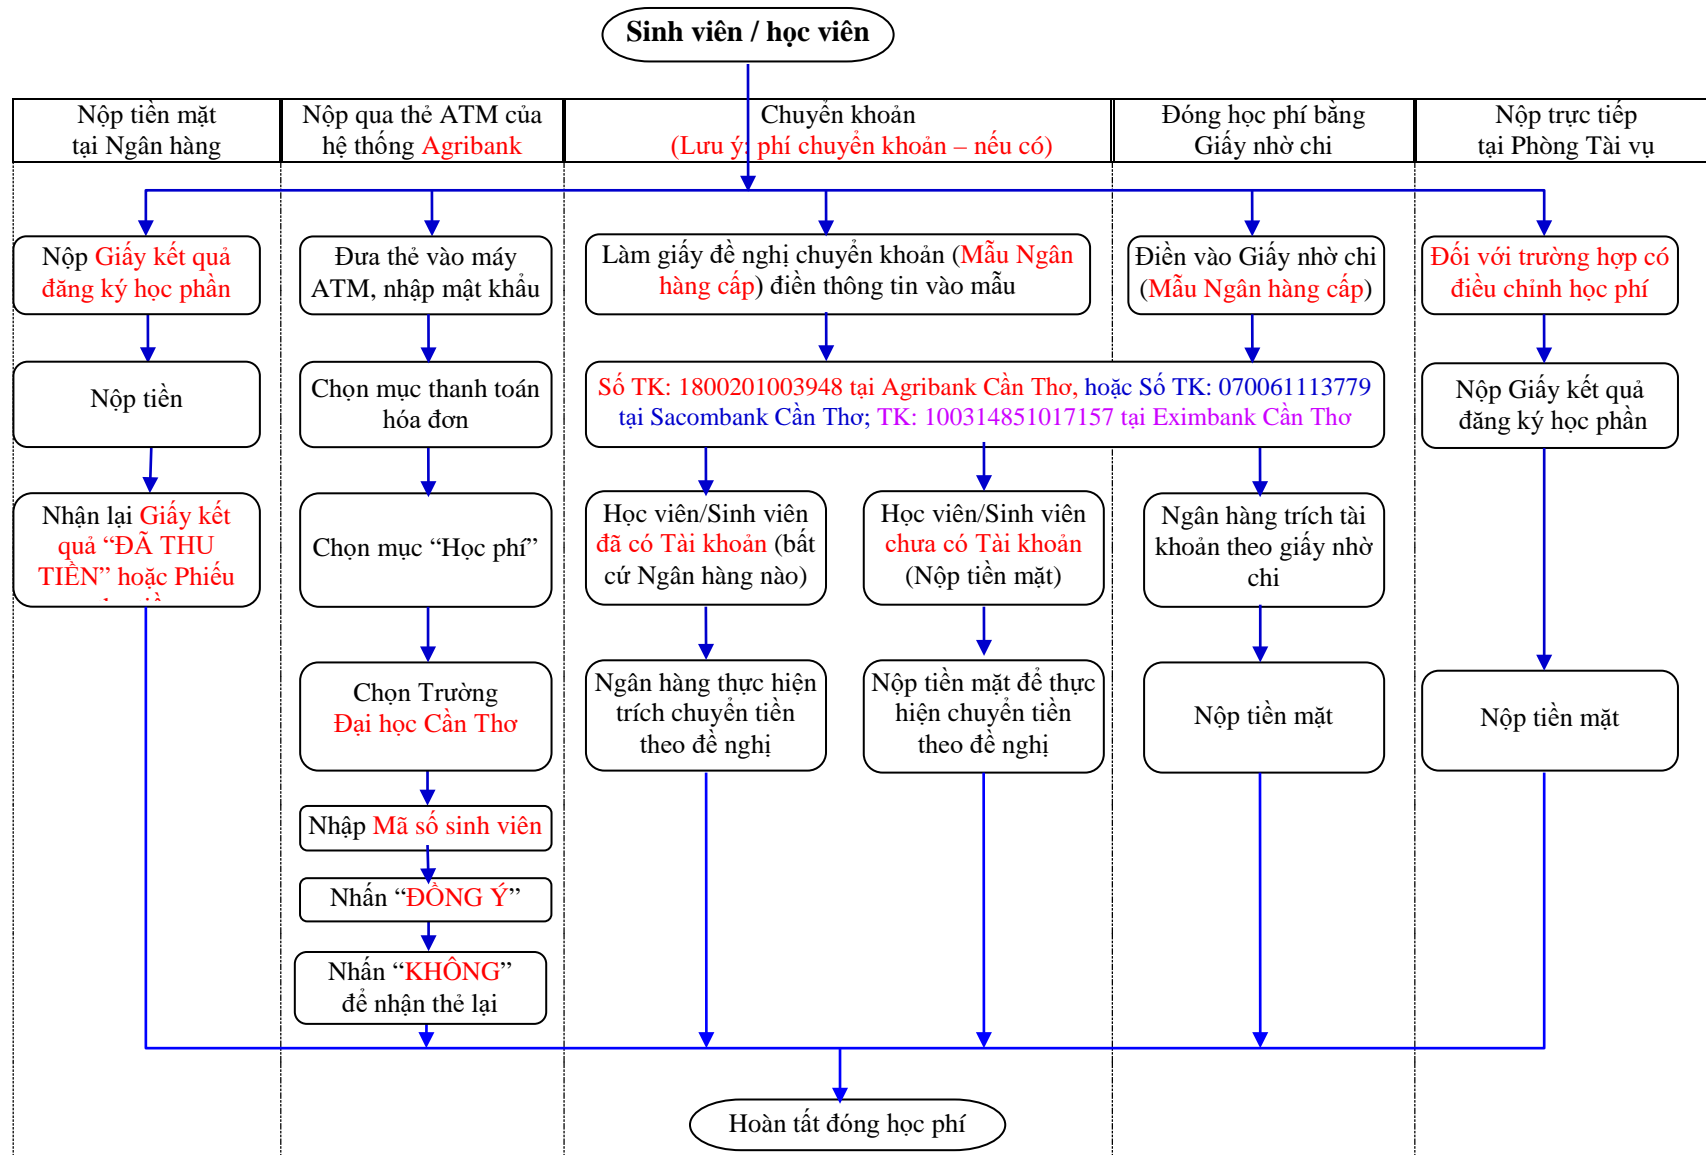 Sinh viên / học viên
Nộp tiền mặt
tại Ngân hàng
Nộp qua thẻ ATM của
hệ thống Agribank
Chuyển khoản
(Lưu ý: phí chuyển khoản – nếu có)
Đóng học phí bằng
Giấy nhờ chi
Nộp trực tiếp
tại Phòng Tài vụ
Nộp Giấy kết quả
đăng ký học phần
Đưa thẻ vào máy
ATM, nhập mật khẩu
Làm giấy đề nghị chuyển khoản (Mẫu Ngân
hàng cấp) điền thông tin vào mẫu
Điền vào Giấy nhờ chi
(Mẫu Ngân hàng cấp)
Đối với trường hợp có
điều chỉnh học phí
Nộp tiền
Chọn mục thanh toán
hóa đơn
Số TK: 1800201003948 tại Agribank Cần Thơ, hoặc Số TK: 070061113779
tại Sacombank Cần Thơ; TK: 100314851017157 tại Eximbank Cần Thơ
Nộp Giấy kết quả
đăng ký học phần
Nhận lại Giấy kết
quả “ĐÃ THU
TIỀN” hoặc Phiếu
Chọn mục “Học phí”
Học viên/Sinh viên
đã có Tài khoản (bất
cứ Ngân hàng nào)
Học viên/Sinh viên
chưa có Tài khoản
(Nộp tiền mặt)
Ngân hàng trích tài
khoản theo giấy nhờ
chi
Chọn Trường
Đại học Cần Thơ
Ngân hàng thực hiện
trích chuyển tiền
theo đề nghị
Nộp tiền mặt để thực
hiện chuyển tiền
theo đề nghị
Nộp tiền mặt
Nộp tiền mặt
Nhập Mã số sinh viên
Nhấn “ĐỒNG Ý”
Nhấn “KHÔNG”
để nhận thẻ lại
Hoàn tất đóng học phí